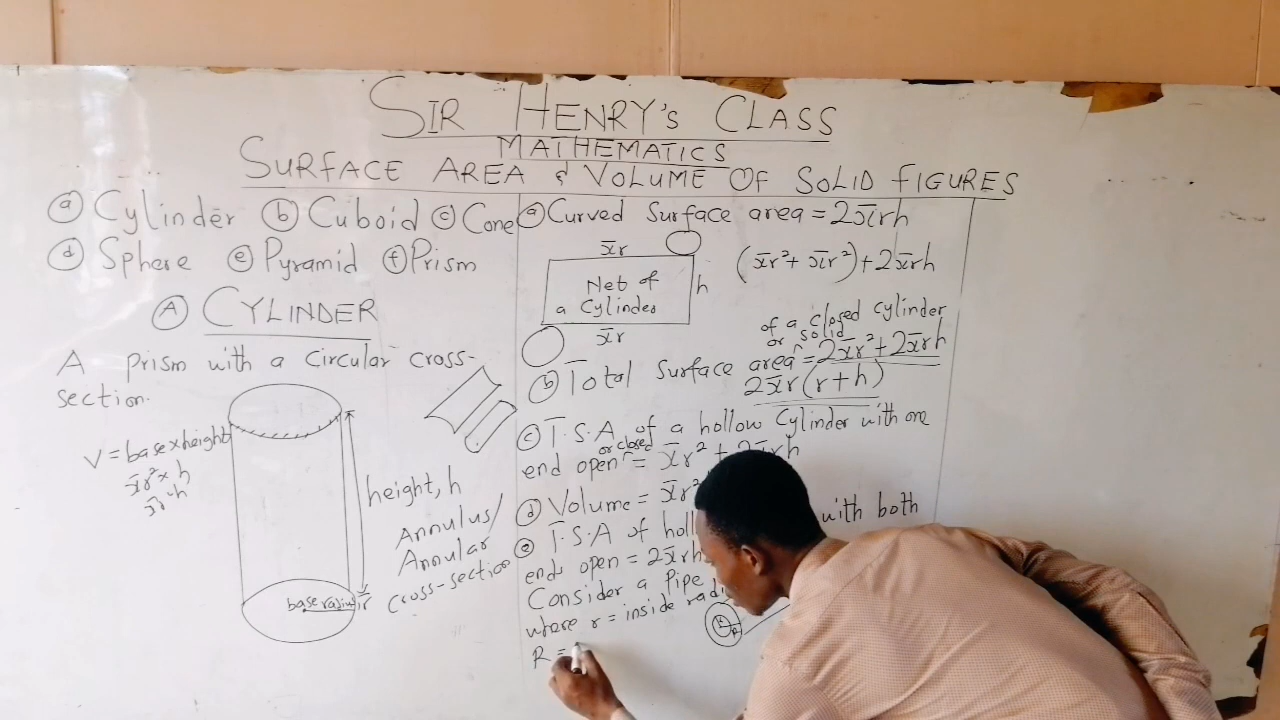 SIR HENRY's CLASS
MATHEMATICS
SURFACE AREA & VOLUME OF SOLID FIGURES
ⓐ Cylinder ⓑ Cuboid ⓒ Cone
ⓓ Sphere ⓔ Pyramid ⓕ Prism
Ⓐ CYLINDER
A prism with a circular cross-
section.
V = base x height
πr² x h
πr²h
height, h
Annulus/
Annular
cross-section
base radius r
ⓐ Curved Surface area = 2πrh
πr
Net of
a Cylinder
h
πr
(πr² + πr²) + 2πrh
of a closed cylinder
or solid
ⓑ Total Surface area ^ = 2πr² + 2πrh
2πr(r+h)
ⓒ T.S.A of a hollow Cylinder with one
or closed
end open ^ = πr² + 2πrh
ⓓ Volume = πr²
ⓔ T.S.A of holl with both
ends open = 2πrh
Consider a Pipe
where r = inside radi
R =
r
R